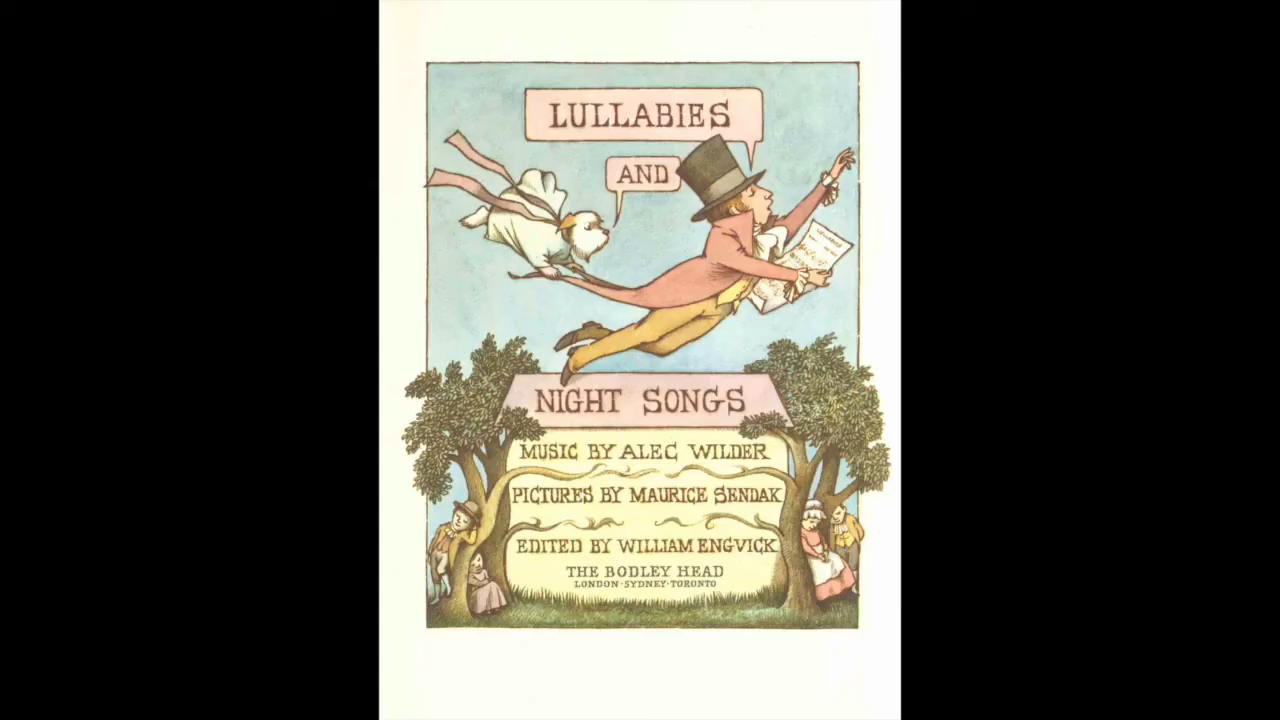 LULLABIES
AND
NIGHT SONGS
MUSIC BY ALEC WILDER
PICTURES BY MAURICE SENDAK
EDITED BY WILLIAM ENGVICK
THE BODLEY HEAD
LONDON·SYDNEY·TORONTO